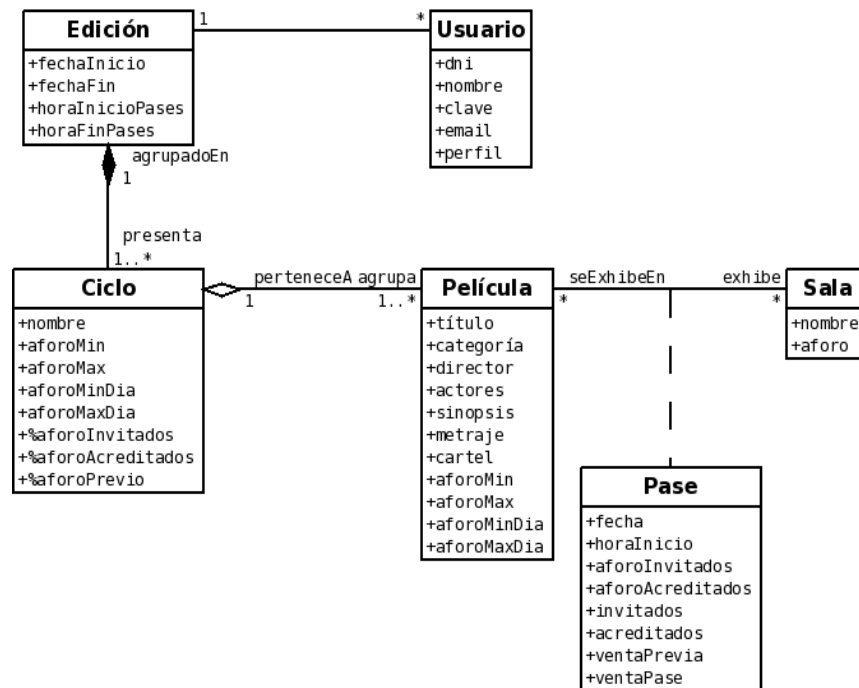 Edición
+fechaInicio
+fechaFin
+horaInicioPases
+horaFinPases
1
*
Usuario
+dni
+nombre
+clave
+email
+perfil
agrupadoEn
1
presenta
1..*
Ciclo
+nombre
+aforoMin
+aforoMax
+aforoMinDia
+aforoMaxDia
+%aforoInvitados
+%aforoAcreditados
+%aforoPrevio
perteneceA agrupa
1
1..*
Película
+título
+categoría
+director
+actores
+sinopsis
+metraje
+cartel
+aforoMin
+aforoMax
+aforoMinDia
+aforoMaxDia
seExhibeEn
exhibe
*
*
Sala
+nombre
+aforo
Pase
+fecha
+horaInicio
+aforoInvitados
+aforoAcreditados
+invitados
+acreditados
+ventaPrevia
+ventaPase